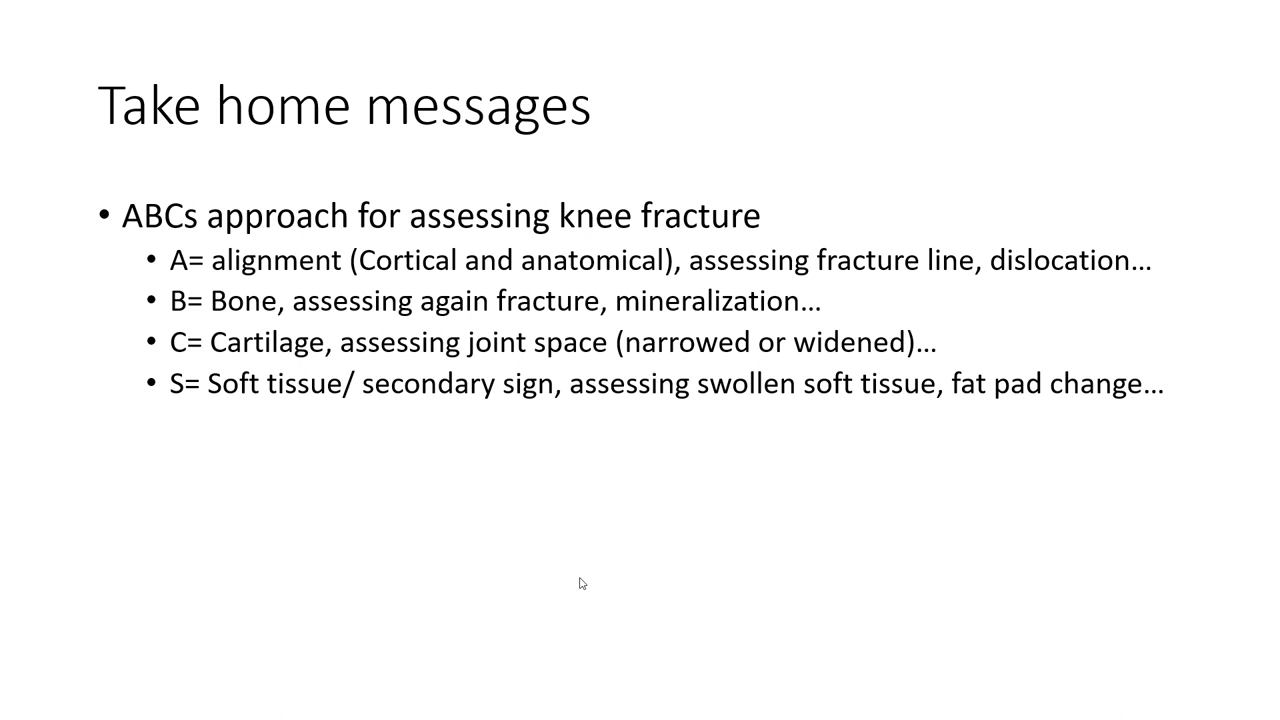 Take home messages
• ABCs approach for assessing knee fracture
• A= alignment (Cortical and anatomical), assessing fracture line, dislocation…
• B= Bone, assessing again fracture, mineralization…
• C= Cartilage, assessing joint space (narrowed or widened)…
• S= Soft tissue/ secondary sign, assessing swollen soft tissue, fat pad change…